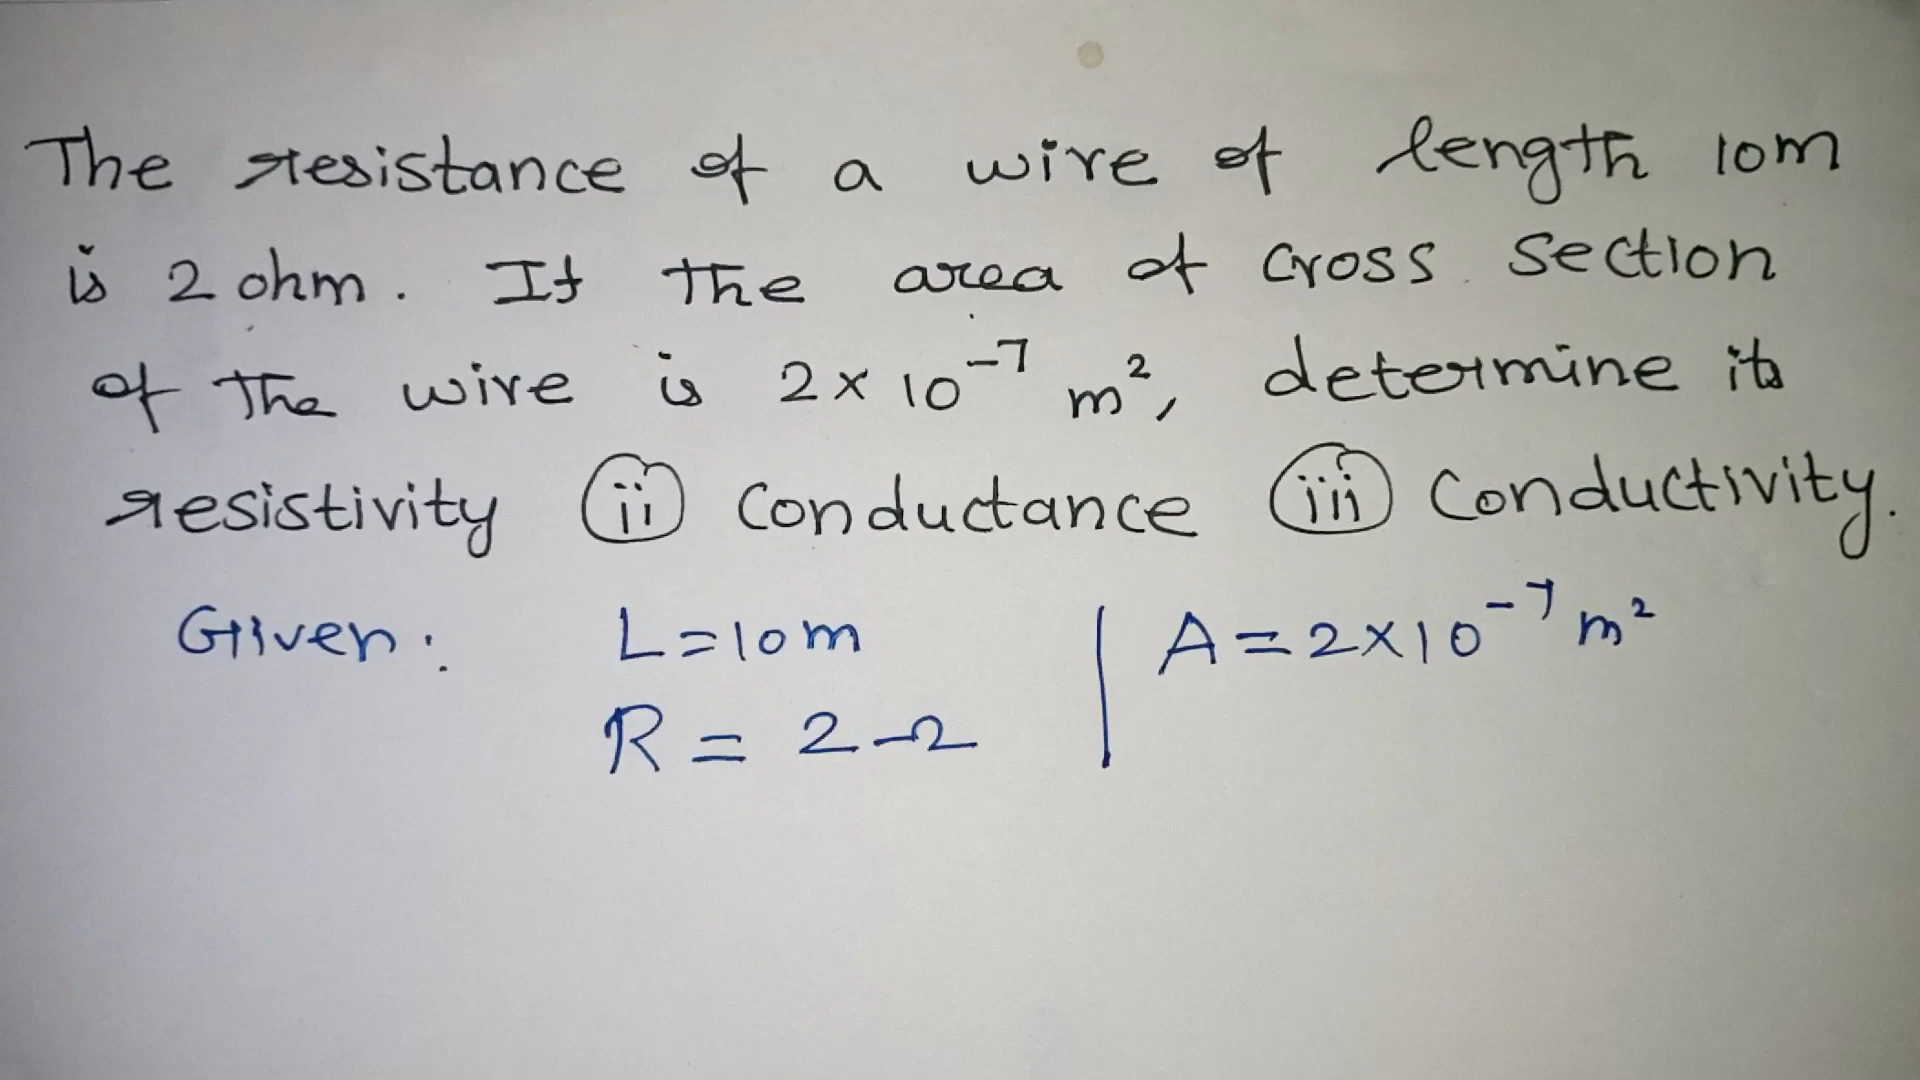 The resistance of a wire of length 10m
is 2 ohm. If the area of cross section
of the wire is 2 x 10⁻⁷ m², determine its
resistivity (ii) conductance (iii) Conductivity.
Given: L=10m | A=2×10⁻⁷ m²
R = 2Ω